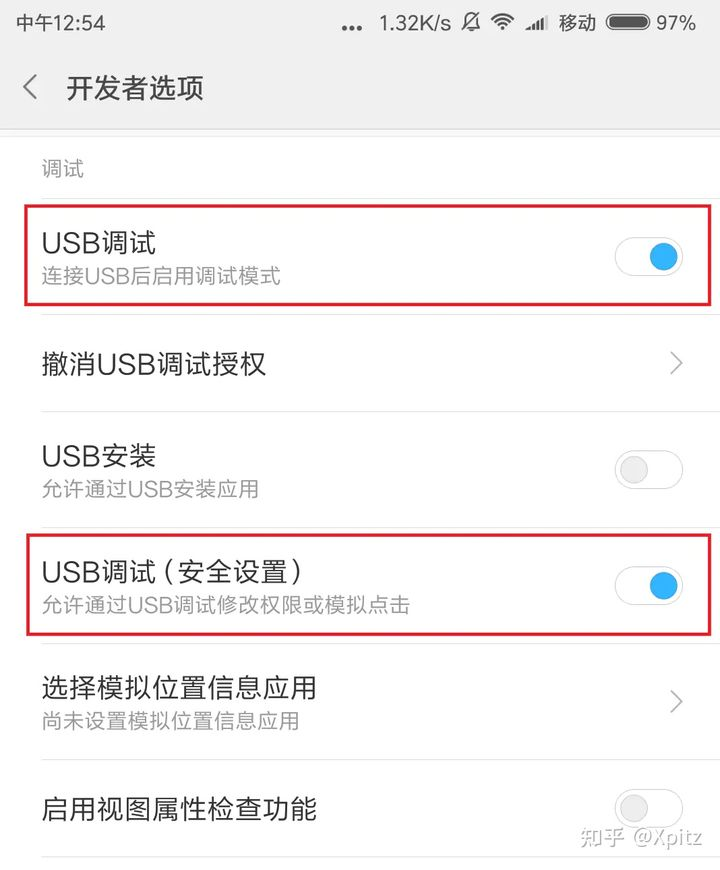 中午12:54 ... 1.32K/s 移动 97%
开发者选项
调试
USB调试
连接USB后启用调试模式
撤消USB调试授权
USB安装
允许通过USB安装应用
USB调试（安全设置）
允许通过USB调试修改权限或模拟点击
选择模拟位置信息应用
尚未设置模拟位置信息应用
启用视图属性检查功能
知乎 @Xpitz